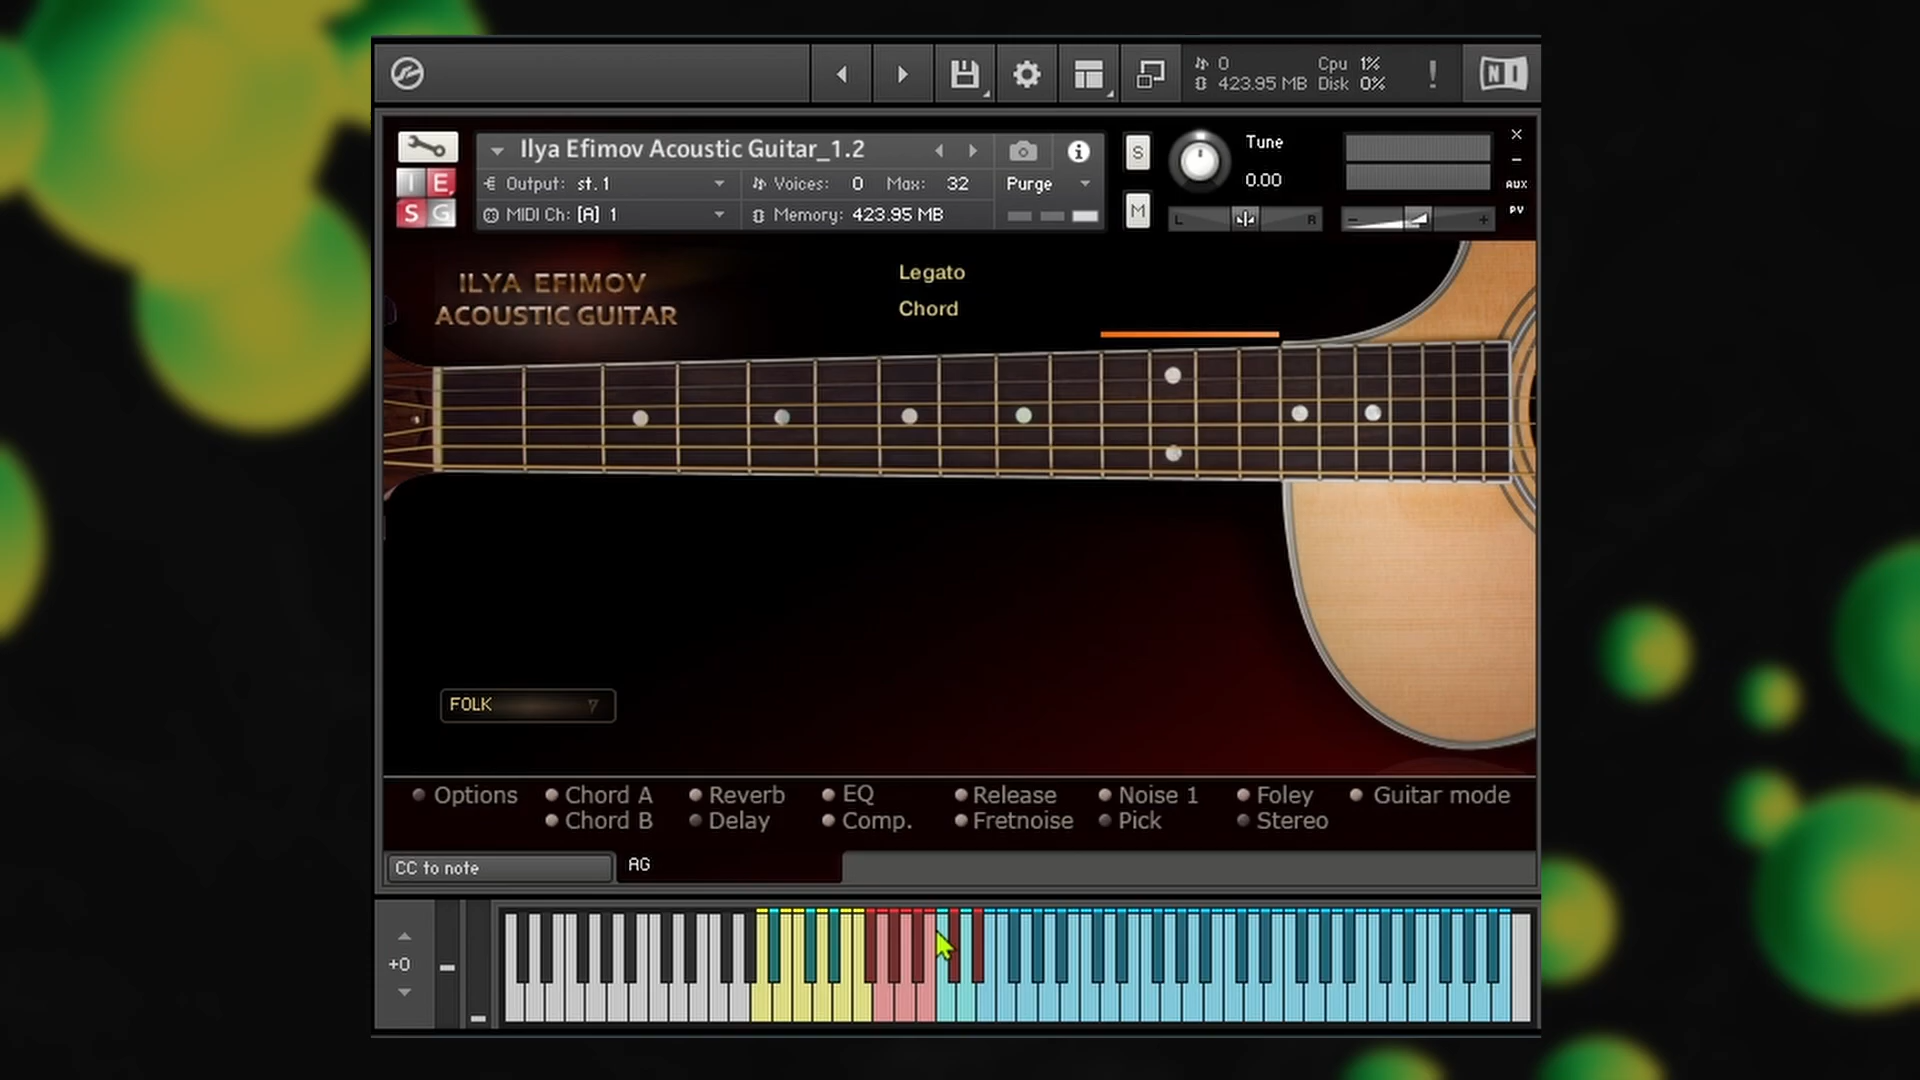 0
423.95 MB
Cpu 1%
Disk 0%
!
NI
Ilya Efimov Acoustic Guitar_1.2
i
Output: st. 1
Voices: 0 Max: 32
Purge
MIDI Ch: [A] 1
Memory: 423.95 MB
IE,
SG
S
M
Tune
0.00
L R
- +
×
–
AUX
PV
ILYA EFIMOV
ACOUSTIC GUITAR
Legato
Chord
FOLK
Options
Chord A
Chord B
Reverb
Delay
EQ
Comp.
Release
Fretnoise
Noise 1
Pick
Foley
Stereo
Guitar mode
CC to note
AG
+0